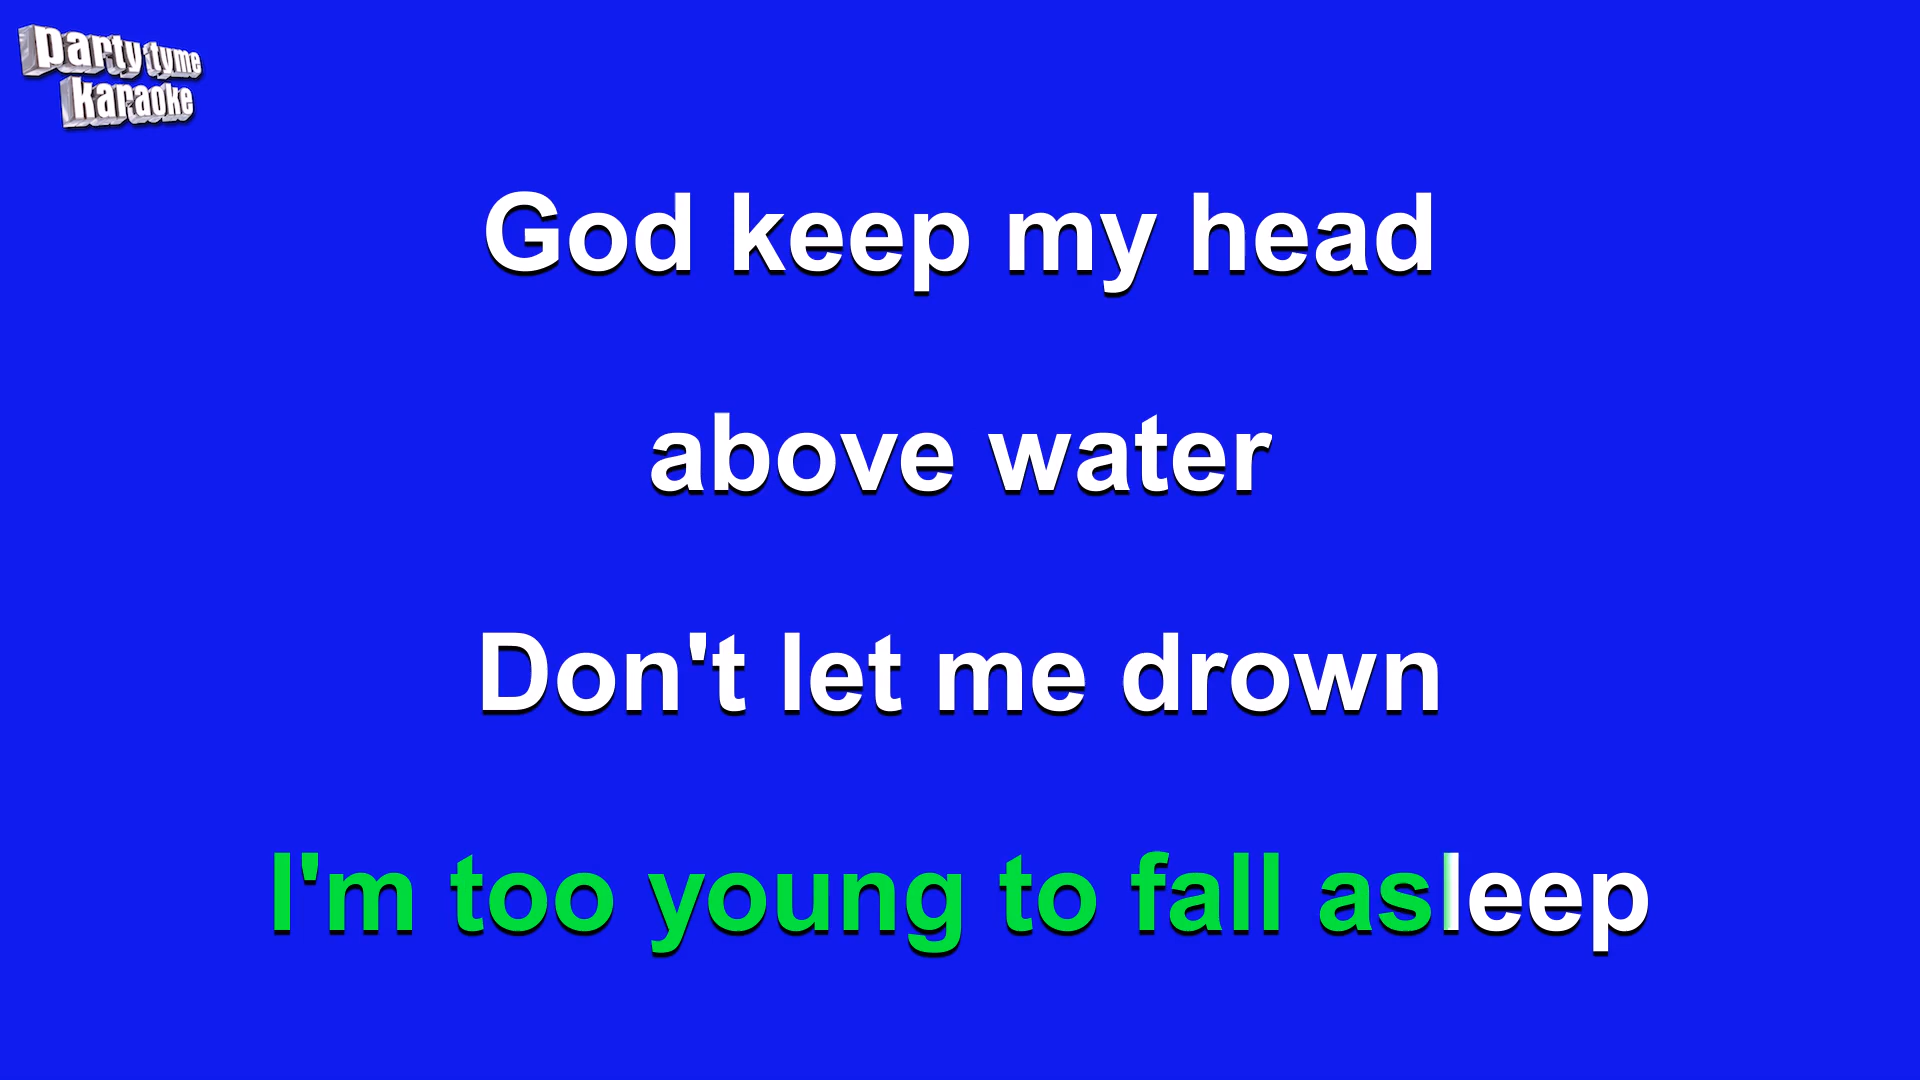 party tyme
karaoke
God keep my head
above water
Don't let me drown
I'm too young to fall asleep